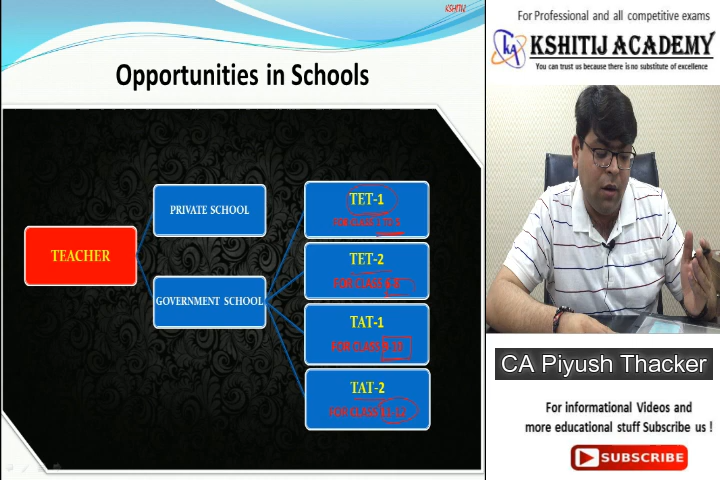 KSHITIJ
Opportunities in Schools
TEACHER
PRIVATE SCHOOL
GOVERNMENT SCHOOL
TET-1
FOR CLASS 1 TO 5
TET-2
FOR CLASS 6-8
TAT-1
FOR CLASS 9-10
TAT-2
FOR CLASS 11-12
For Professional and all competitive exams
KA
KSHITIJ ACADEMY
You can trust us because there is no substitute of excellence
CA Piyush Thacker
For informational Videos and
more educational stuff Subscribe us !
SUBSCRIBE